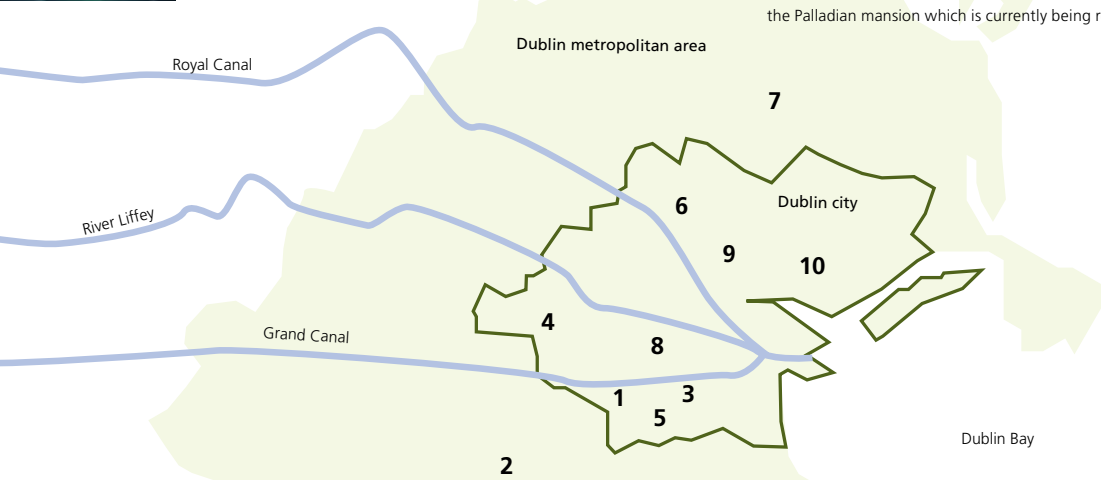 the Palladian mansion which is currently being r
Dublin metropolitan area
Royal Canal
7
6
Dublin city
River Liffey
9
10
4
Grand Canal
8
1
3
5
Dublin Bay
2